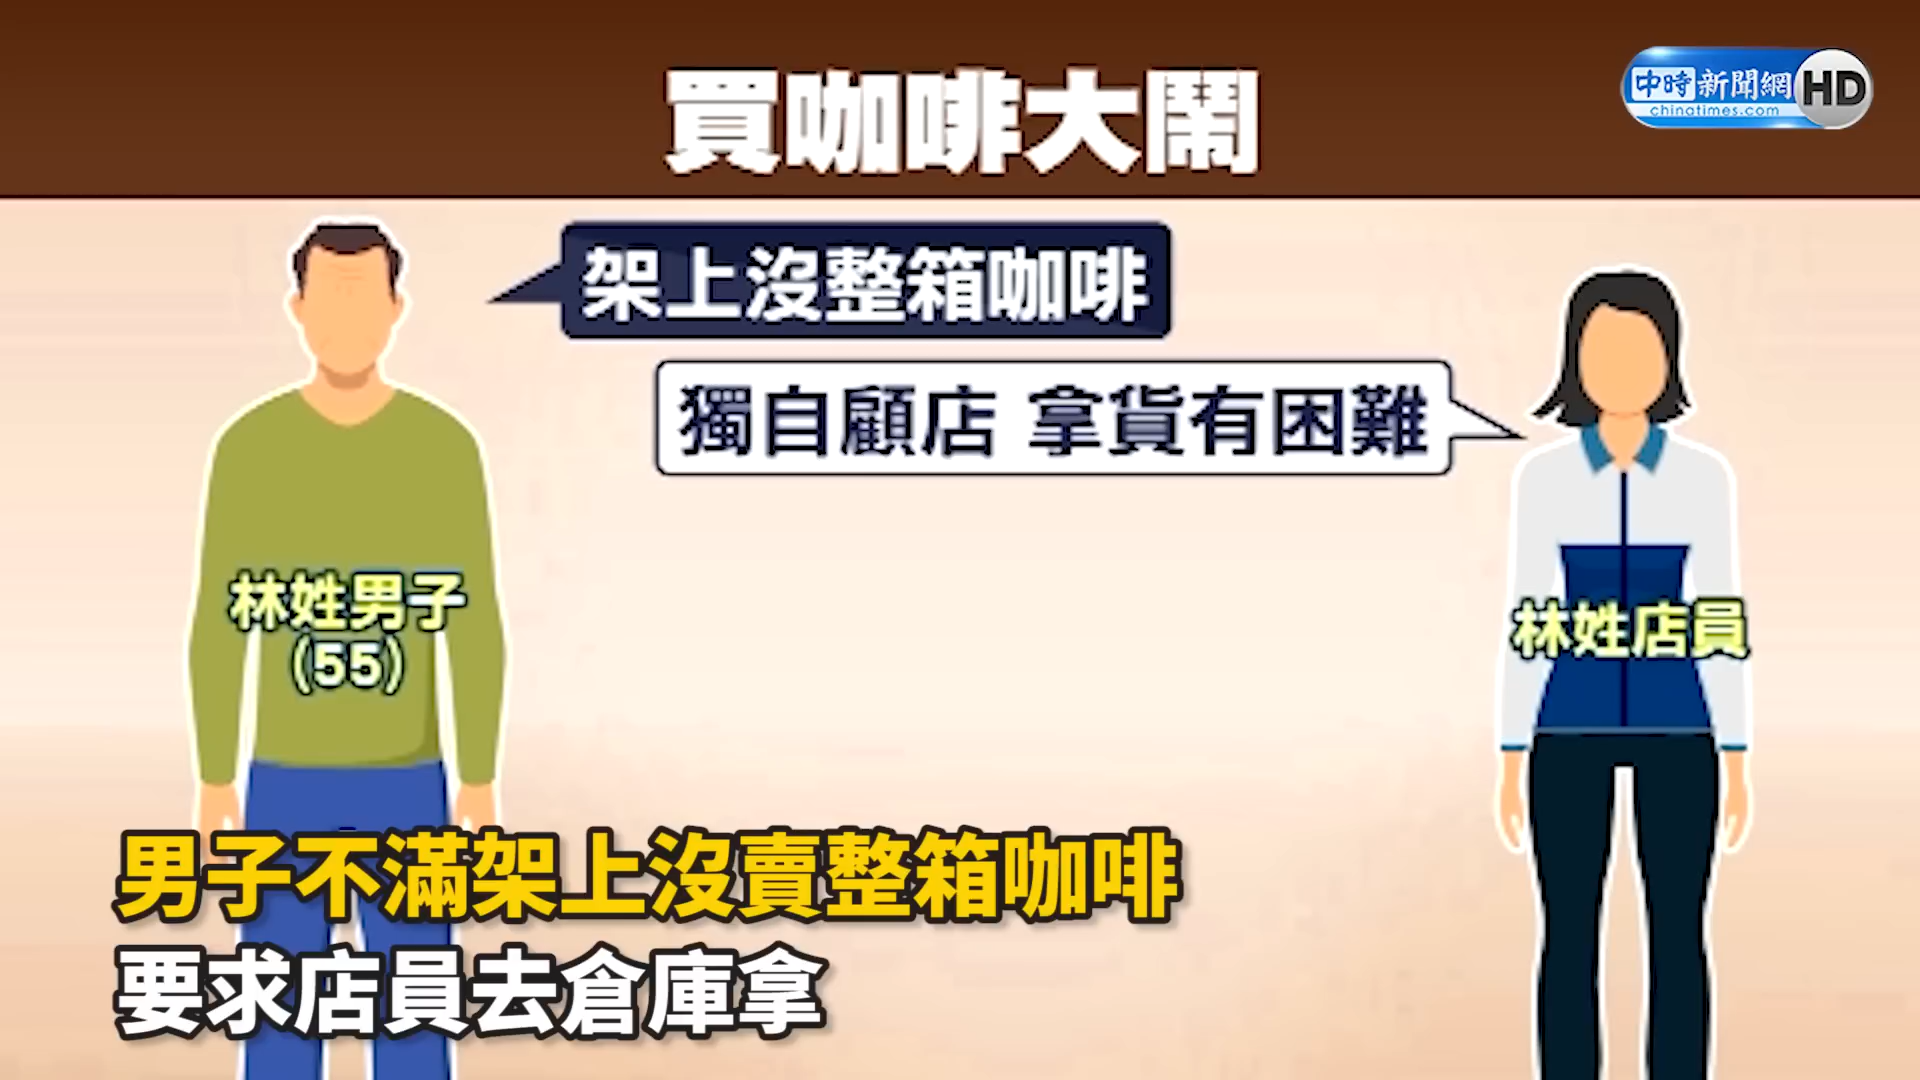 買咖啡大鬧
中時新聞網 HD
chinatimes.com
架上沒整箱咖啡
獨自顧店 拿貨有困難
林姓男子
(55)
林姓店員
男子不滿架上沒賣整箱咖啡
要求店員去倉庫拿